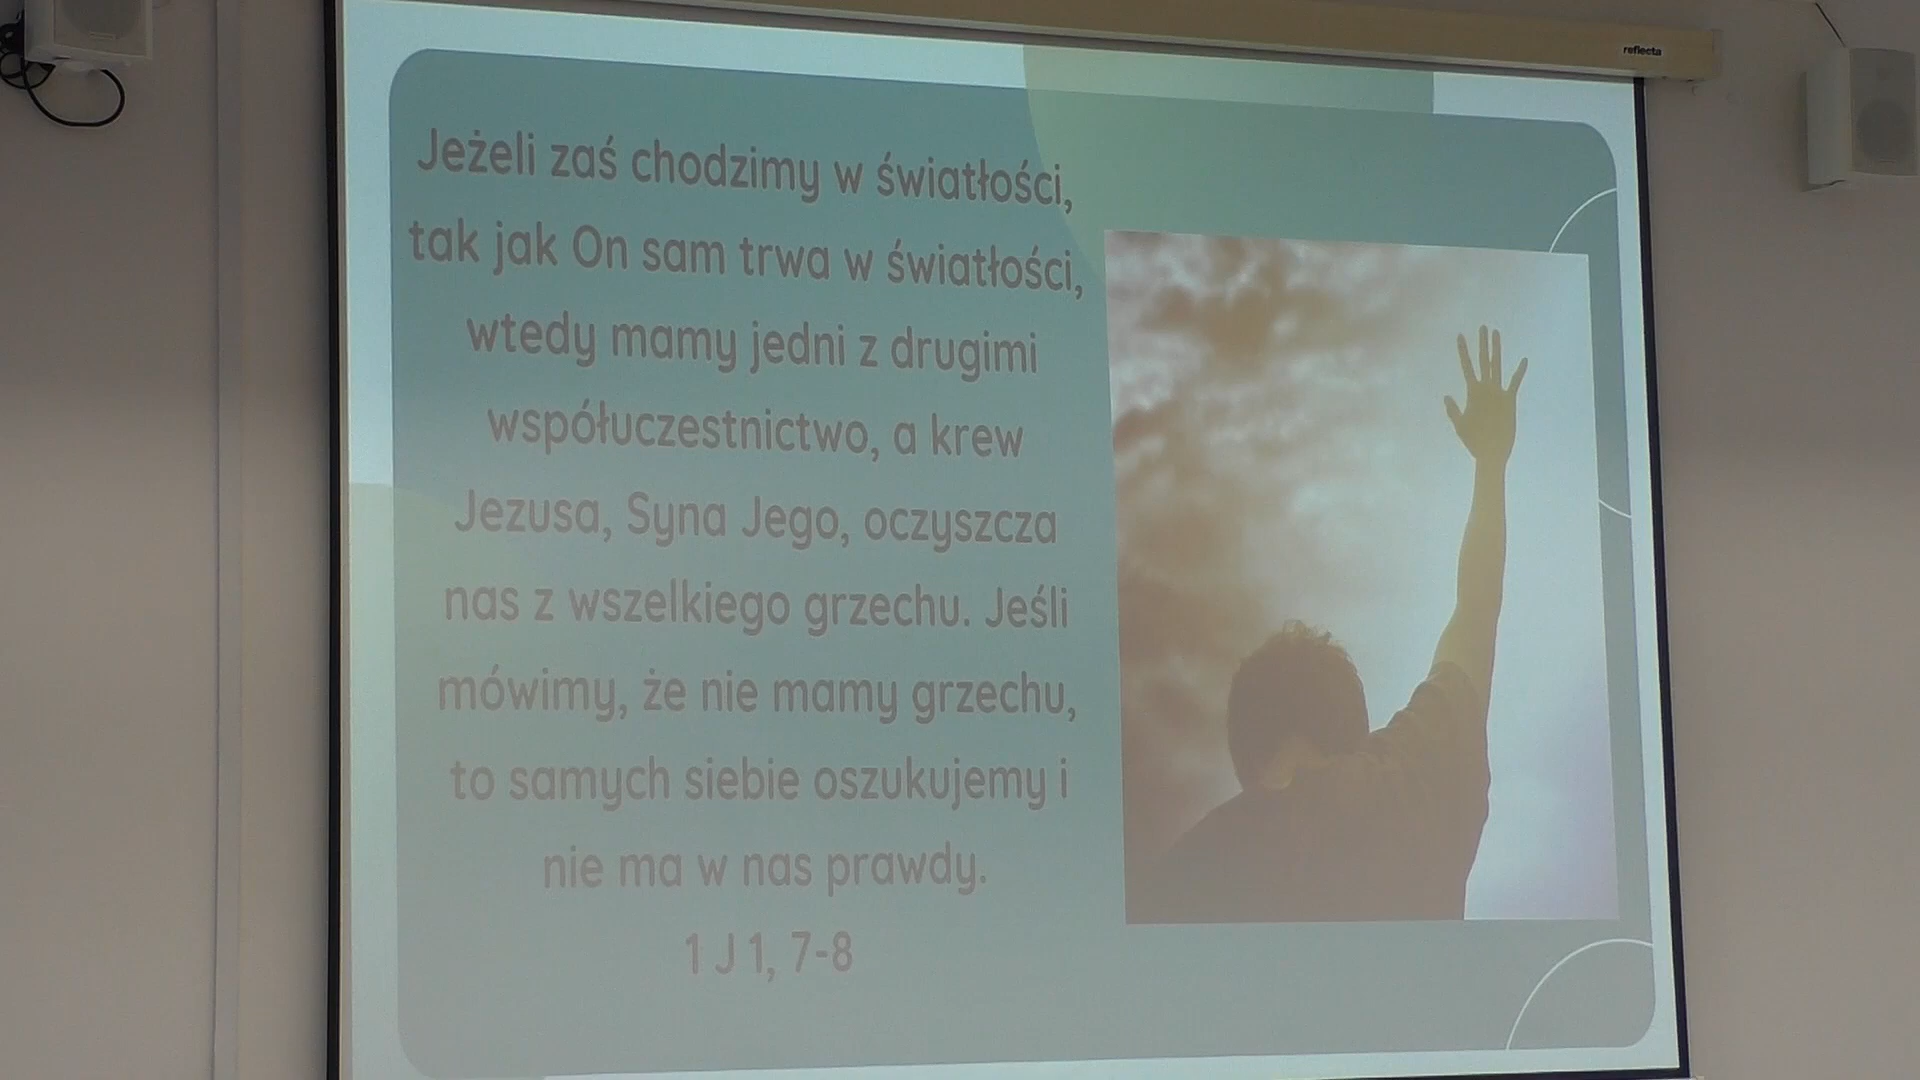 reflecta
Jeżeli zaś chodzimy w światłości,
tak jak On sam trwa w światłości,
wtedy mamy jedni z drugimi
współuczestnictwo, a krew
Jezusa, Syna Jego, oczyszcza
nas z wszelkiego grzechu. Jeśli
mówimy, że nie mamy grzechu,
to samych siebie oszukujemy i
nie ma w nas prawdy.
1 J 1, 7-8